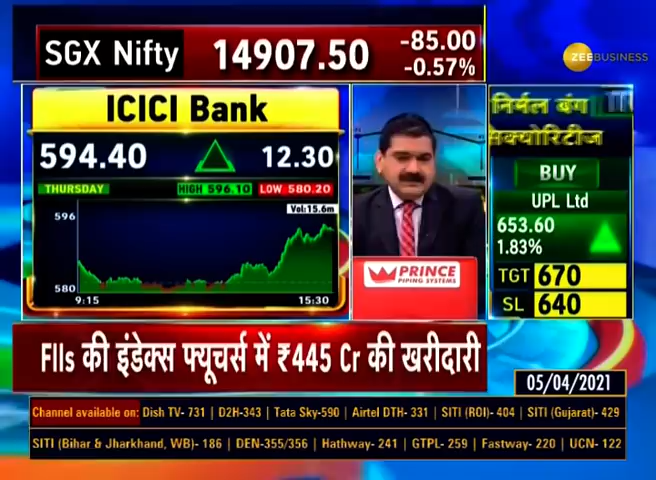 SGX Nifty 14907.50 -85.00
-0.57%
ZEE BUSINESS
ICICI Bank
594.40 12.30
THURSDAY HIGH 596.10 LOW 580.20
Vol:15.6m
596
580
9:15 15:30
PRINCE
PIPING SYSTEMS
निर्मल बंग
सिक्योरिटीज
BUY
UPL Ltd
653.60
1.83%
TGT 670
SL 640
FIIs की इंडेक्स फ्यूचर्स में ₹445 Cr की खरीदारी
05/04/2021
Channel available on: Dish TV- 731 | D2H-343 | Tata Sky-590 | Airtel DTH- 331 | SITI (ROI)- 404 | SITI (Gujarat)- 429
SITI (Bihar & Jharkhand, WB)- 186 | DEN-355/356 | Hathway- 241 | GTPL- 259 | Fastway- 220 | UCN- 122